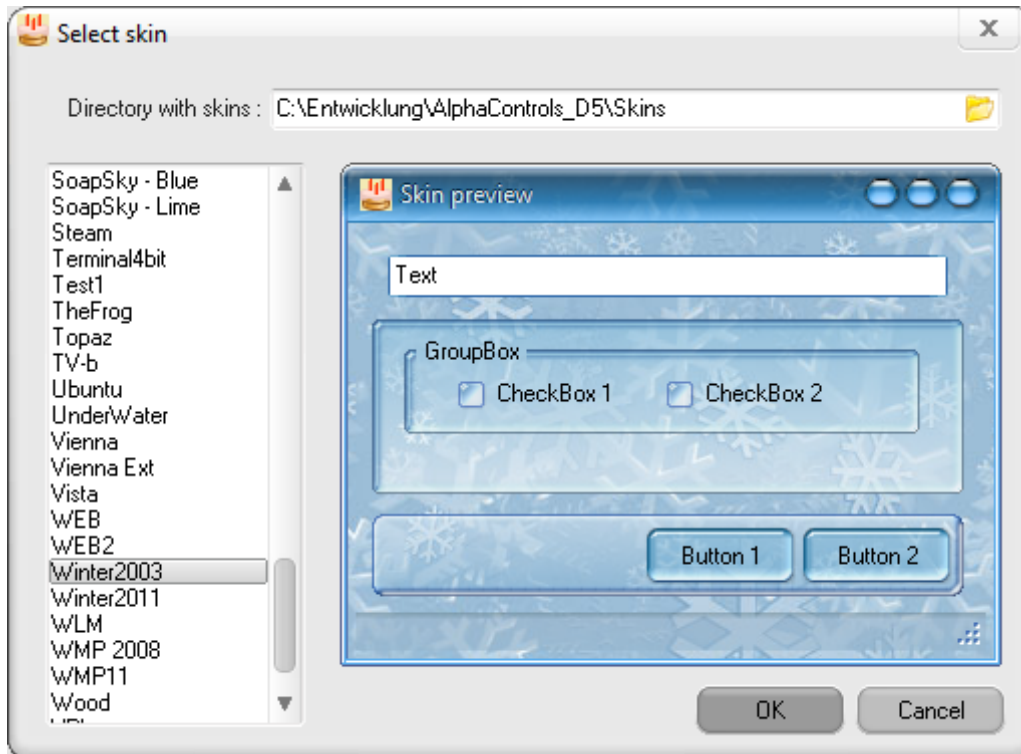 Select skin
Directory with skins : C:\Entwicklung\AlphaControls_D5\Skins
SoapSky - Blue
SoapSky - Lime
Steam
Terminal4bit
Test1
TheFrog
Topaz
TV-b
Ubuntu
UnderWater
Vienna
Vienna Ext
Vista
WEB
WEB2
Winter2003
Winter2011
WLM
WMP 2008
WMP11
Wood
Skin preview
Text
GroupBox
CheckBox 1
CheckBox 2
Button 1
Button 2
OK
Cancel